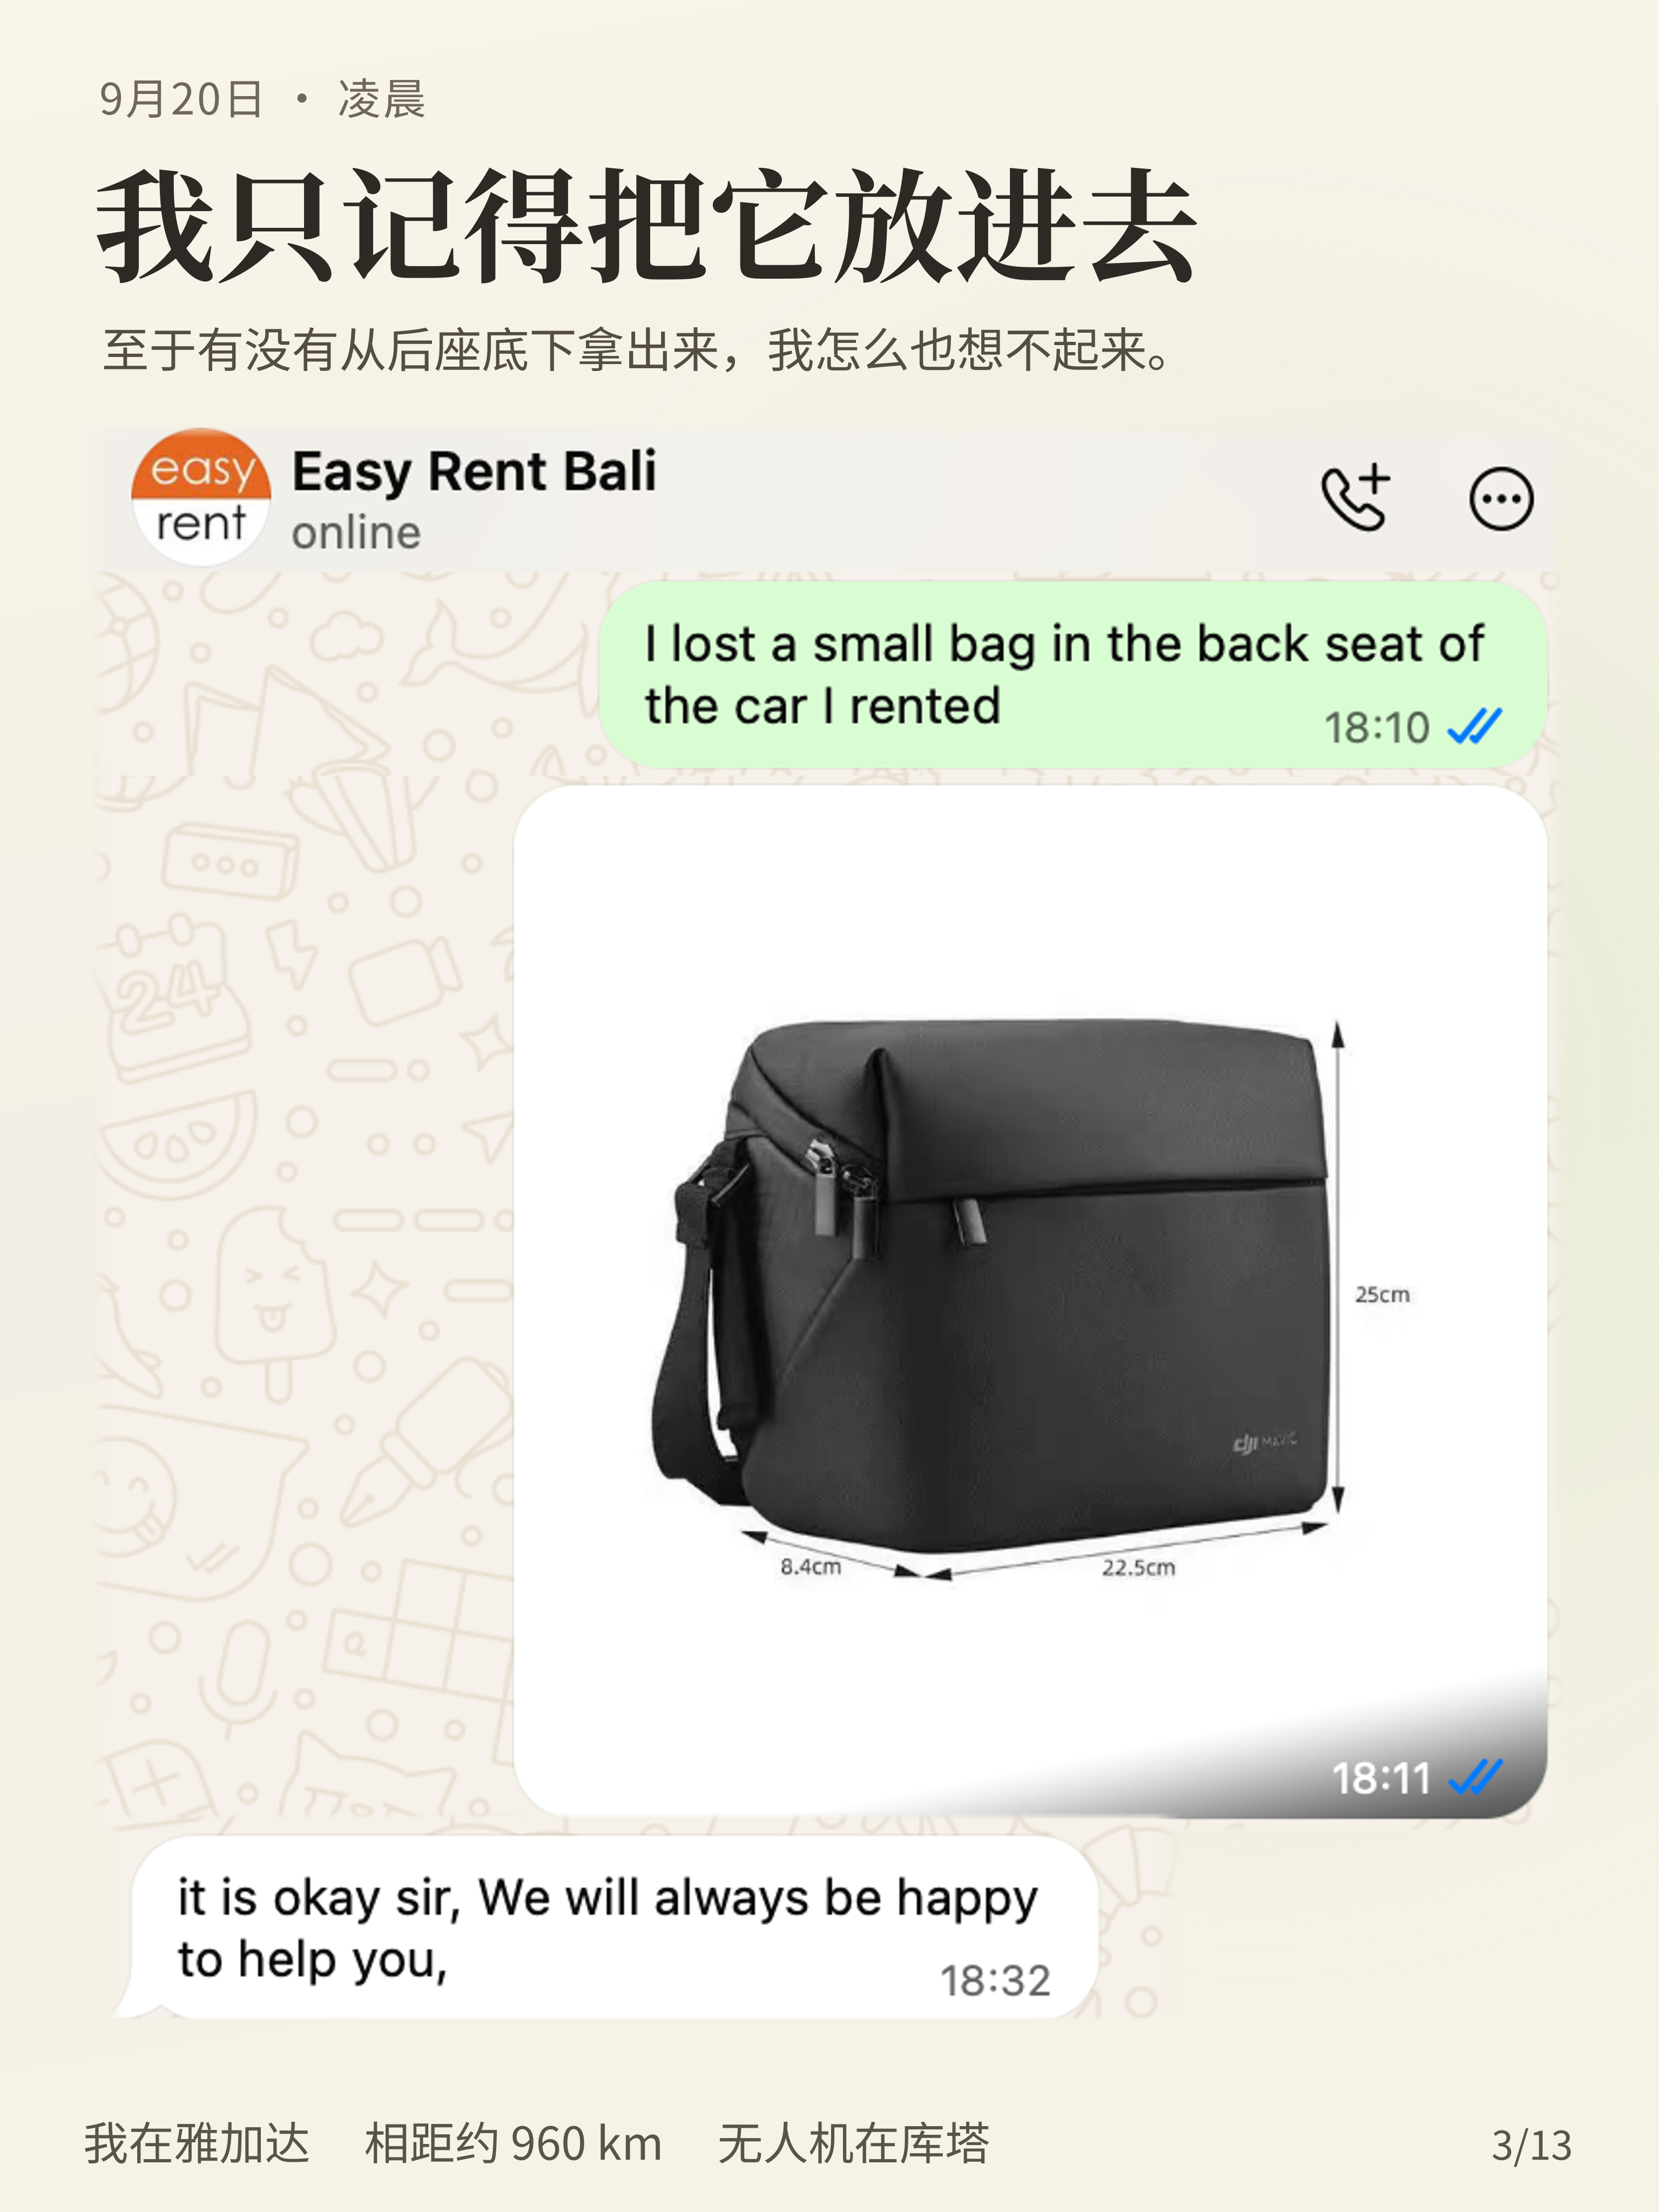 9月20日 · 凌晨
我只记得把它放进去
至于有没有从后座底下拿出来，我怎么也想不起来。
easy
rent
Easy Rent Bali
online
I lost a small bag in the back seat of
the car I rented
18:10
24
25cm
dji MAVIC
8.4cm
22.5cm
18:11
it is okay sir, We will always be happy
to help you,
18:32
我在雅加达 相距约 960 km 无人机在库塔
3/13